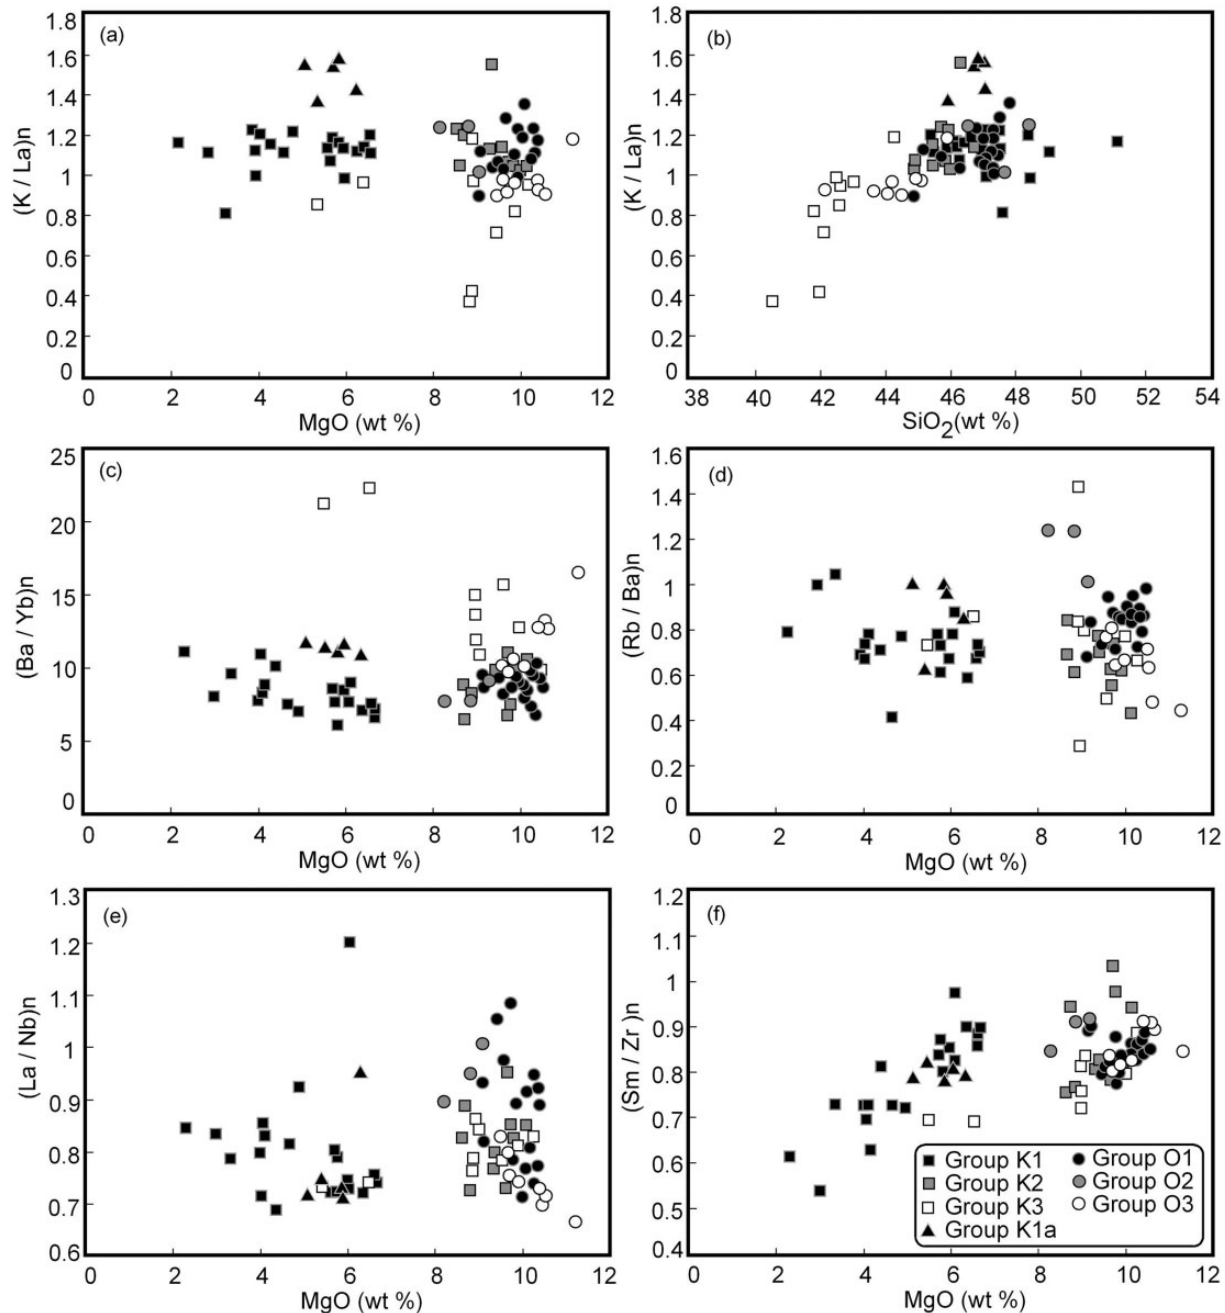 (a)
1.8
1.6
1.4
1.2
1.0
0.8
0.6
0.4
0.2
0
(K / La)n
0 2 4 6 8 10 12
MgO (wt %)
(b)
1.8
1.6
1.4
1.2
1.0
0.8
0.6
0.4
0.2
0
(K / La)n
38 40 42 44 46 48 50 52 54
SiO2(wt %)
(c)
25
20
15
10
5
0
(Ba / Yb)n
0 2 4 6 8 10 12
MgO (wt %)
(d)
1.6
1.4
1.2
1
0.8
0.6
0.4
0.2
0
(Rb / Ba)n
0 2 4 6 8 10 12
MgO (wt %)
(e)
1.3
1.2
1.1
1
0.9
0.8
0.7
0.6
(La / Nb)n
0 2 4 6 8 10 12
MgO (wt %)
(f)
1.2
1.1
1
0.9
0.8
0.7
0.6
0.5
0.4
(Sm / Zr )n
0 2 4 6 8 10 12
MgO (wt %)
Group K1 Group O1
Group K2 Group O2
Group K3 Group O3
Group K1a